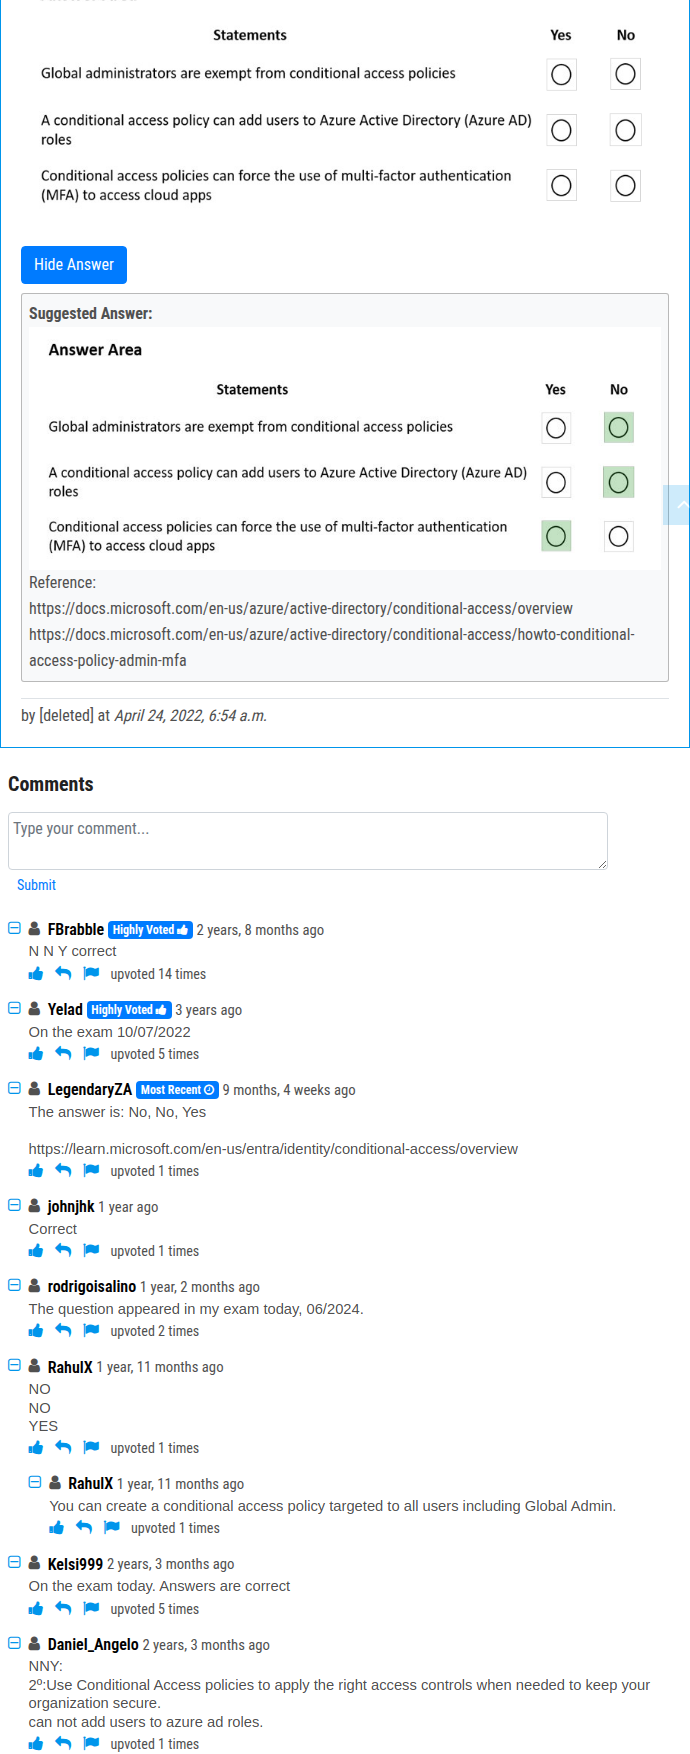 Statements Yes No
Global administrators are exempt from conditional access policies
A conditional access policy can add users to Azure Active Directory (Azure AD)
roles
Conditional access policies can force the use of multi-factor authentication
(MFA) to access cloud apps
Hide Answer
Suggested Answer:
Answer Area
Statements Yes No
Global administrators are exempt from conditional access policies
A conditional access policy can add users to Azure Active Directory (Azure AD)
roles
Conditional access policies can force the use of multi-factor authentication
(MFA) to access cloud apps
Reference:
https://docs.microsoft.com/en-us/azure/active-directory/conditional-access/overview
https://docs.microsoft.com/en-us/azure/active-directory/conditional-access/howto-conditional-
access-policy-admin-mfa
by [deleted] at April 24, 2022, 6:54 a.m.
Comments
Type your comment...
Submit
FBrabble Highly Voted 2 years, 8 months ago
N N Y correct
upvoted 14 times
Yelad Highly Voted 3 years ago
On the exam 10/07/2022
upvoted 5 times
LegendaryZA Most Recent 9 months, 4 weeks ago
The answer is: No, No, Yes
https://learn.microsoft.com/en-us/entra/identity/conditional-access/overview
upvoted 1 times
johnjhk 1 year ago
Correct
upvoted 1 times
rodrigoisalino 1 year, 2 months ago
The question appeared in my exam today, 06/2024.
upvoted 2 times
RahulX 1 year, 11 months ago
NO
NO
YES
upvoted 1 times
RahulX 1 year, 11 months ago
You can create a conditional access policy targeted to all users including Global Admin.
upvoted 1 times
Kelsi999 2 years, 3 months ago
On the exam today. Answers are correct
upvoted 5 times
Daniel_Angelo 2 years, 3 months ago
NNY:
2º:Use Conditional Access policies to apply the right access controls when needed to keep your
organization secure.
can not add users to azure ad roles.
upvoted 1 times